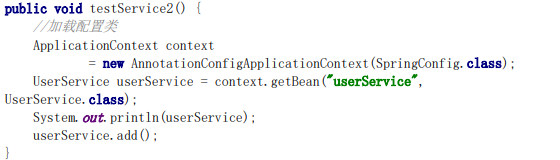 public void testService2() {
//加载配置类
ApplicationContext context
= new AnnotationConfigApplicationContext(SpringConfig.class);
UserService userService = context.getBean("userService",
UserService.class);
System.out.println(userService);
userService.add();
}